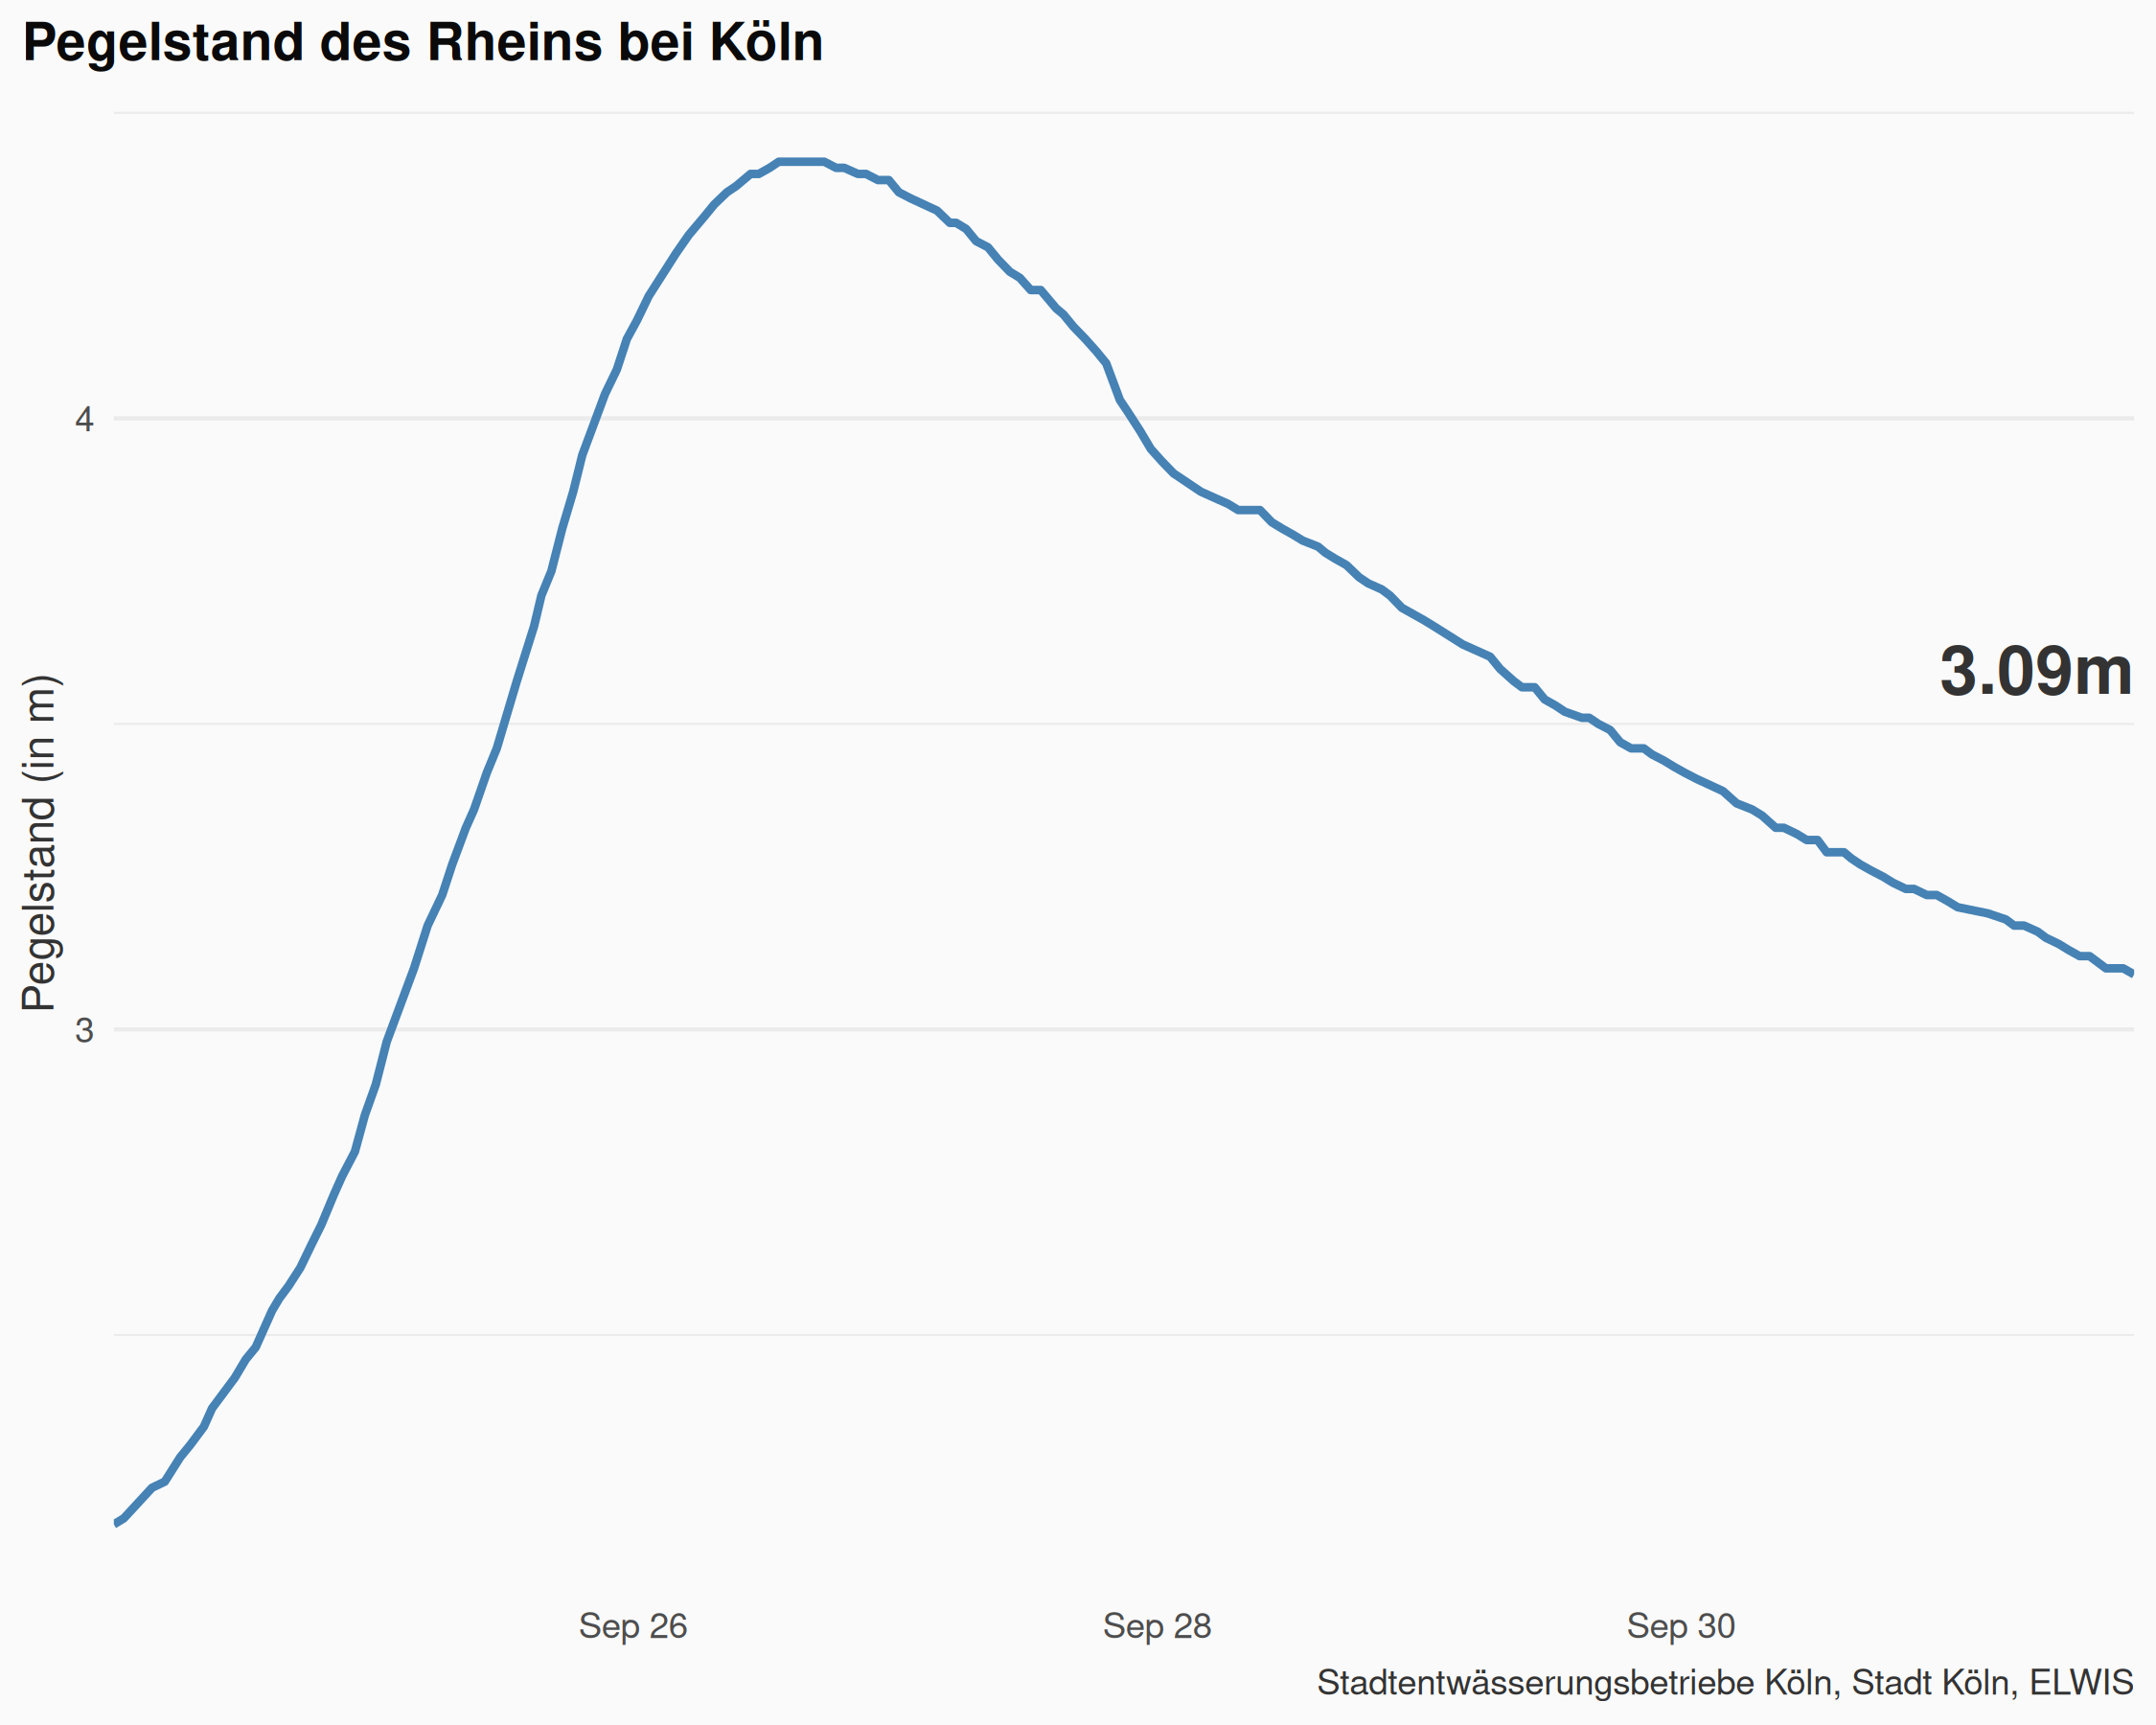 Pegelstand des Rheins bei Köln
4
3.09m
Pegelstand (in m)
3
Sep 26
Sep 28
Sep 30
Stadtentwässerungsbetriebe Köln, Stadt Köln, ELWIS